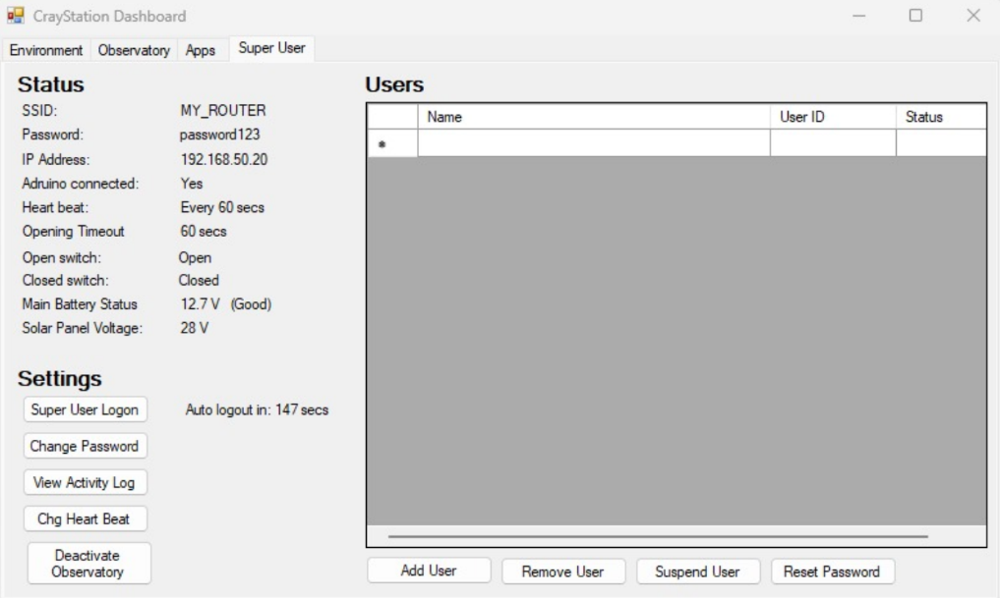 CrayStation Dashboard
Environment Observatory Apps Super User
Status
SSID: MY_ROUTER
Password: password123
IP Address: 192.168.50.20
Adruino connected: Yes
Heart beat: Every 60 secs
Opening Timeout 60 secs
Open switch: Open
Closed switch: Closed
Main Battery Status 12.7 V (Good)
Solar Panel Voltage: 28 V
Settings
Super User Logon Auto logout in: 147 secs
Change Password
View Activity Log
Chg Heart Beat
Deactivate
Observatory
Users
Name User ID Status
Add User Remove User Suspend User Reset Password